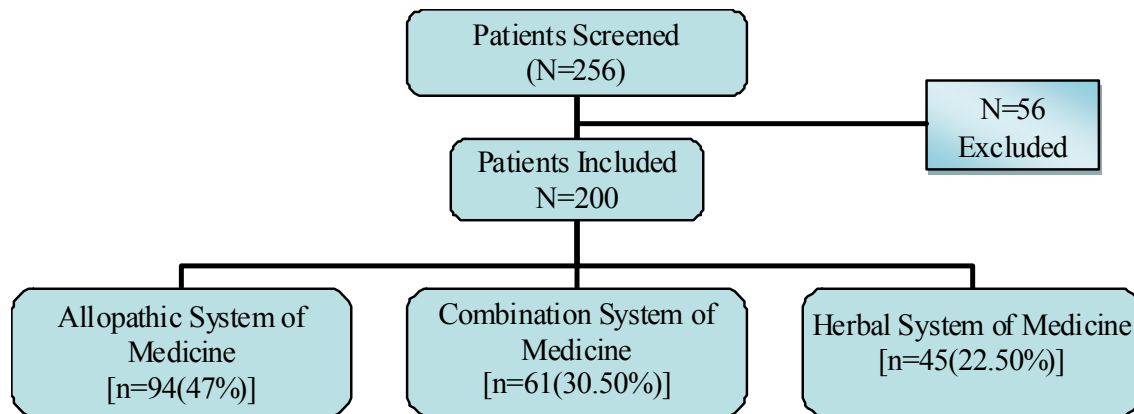 Patients Screened
(N=256)
N=56
Excluded
Patients Included
N=200
Allopathic System of
Medicine
[n=94(47%)]
Combination System of
Medicine
[n=61(30.50%)]
Herbal System of Medicine
[n=45(22.50%)]